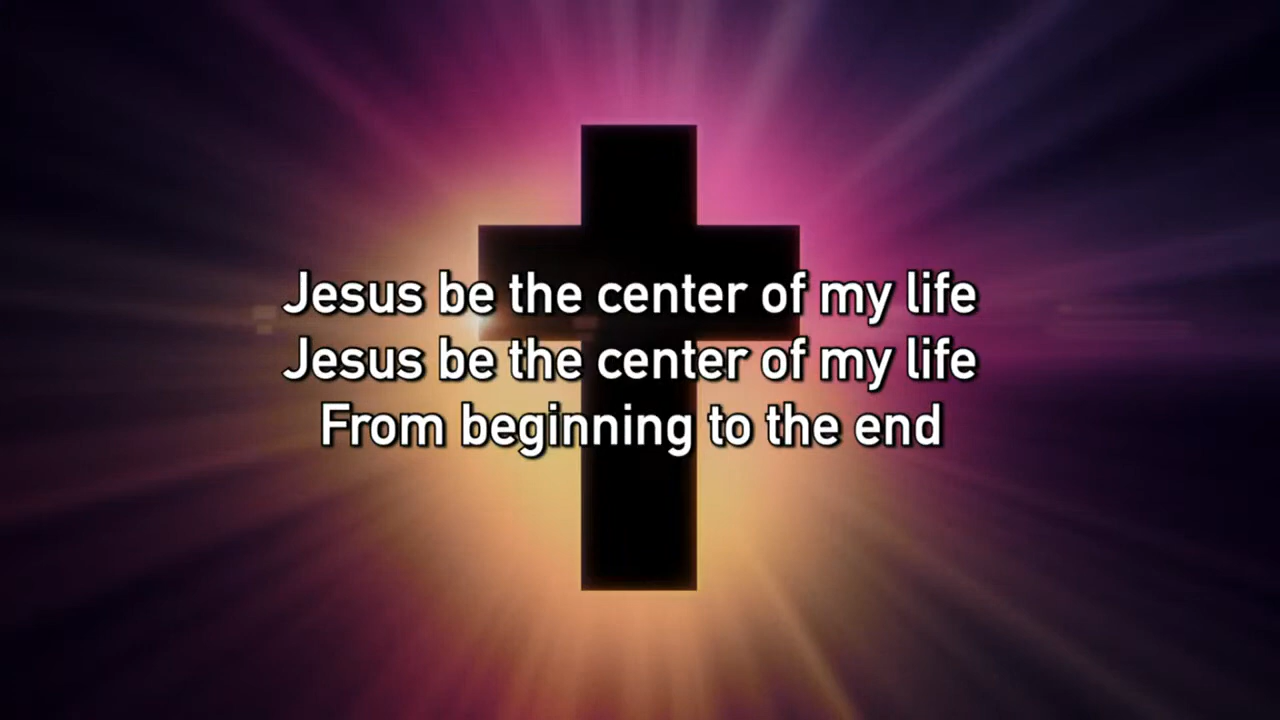 Jesus be the center of my life
Jesus be the center of my life
From beginning to the end